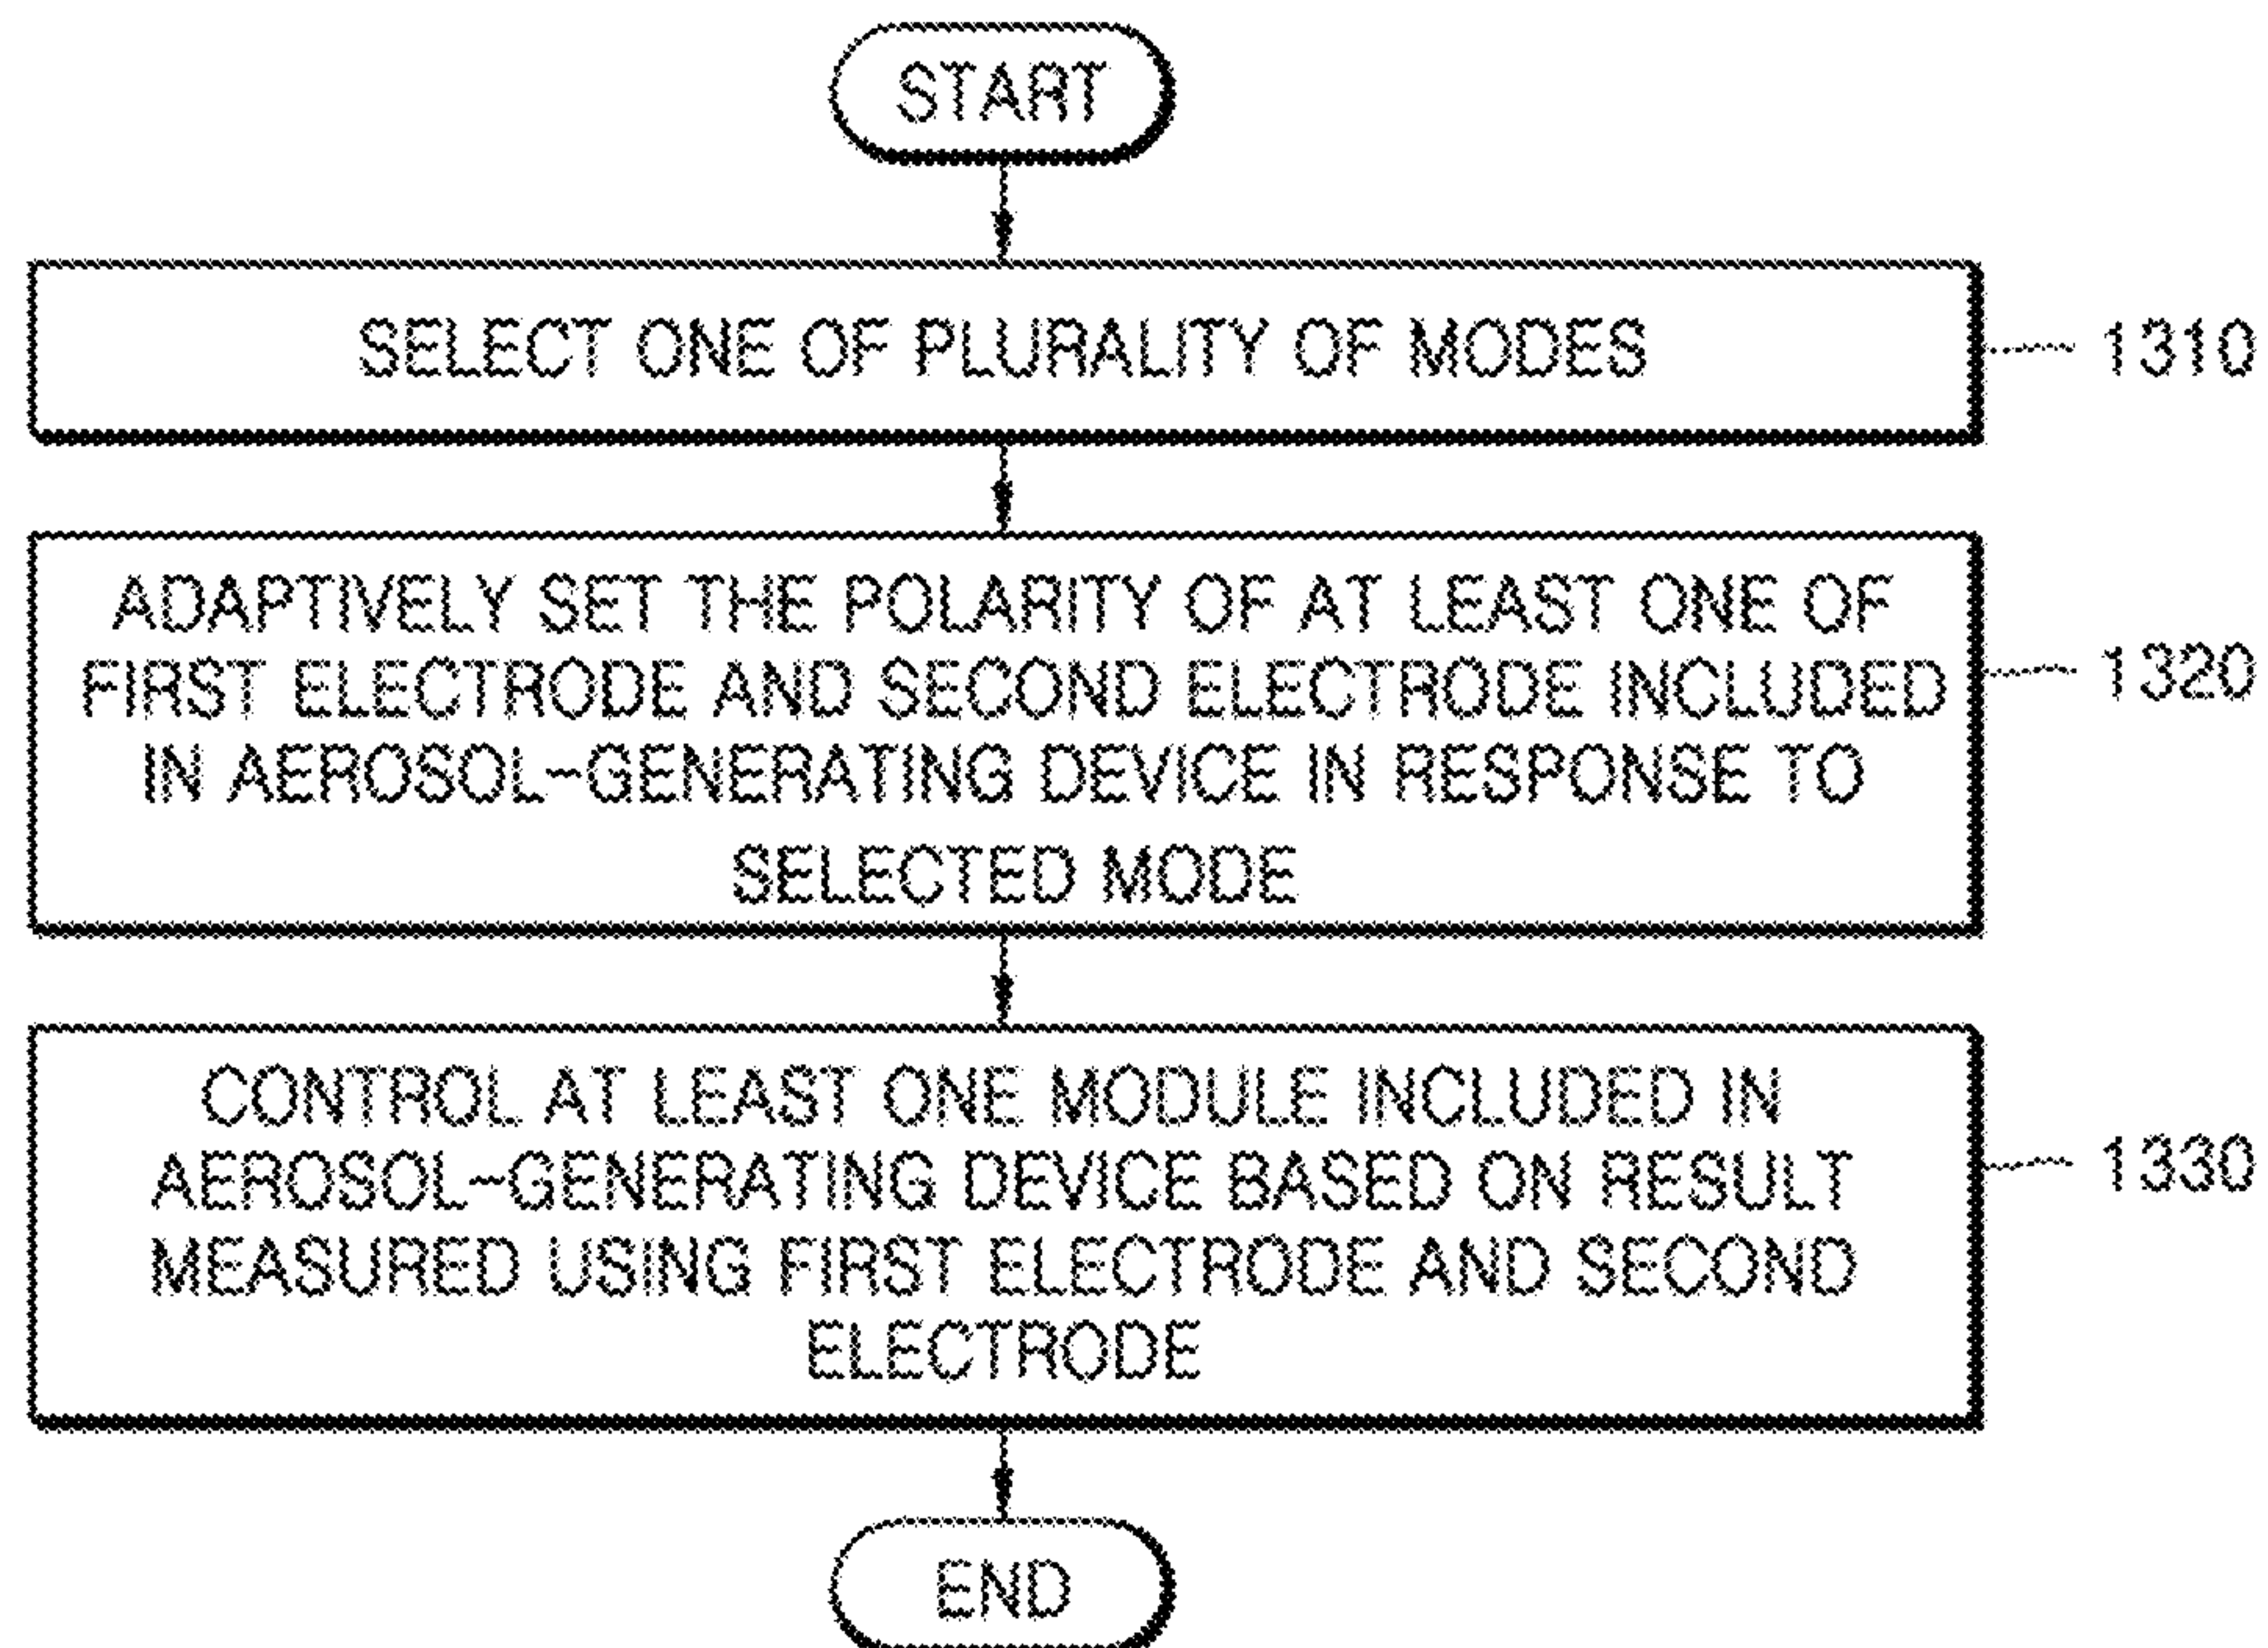 START
SELECT ONE OF PLURALITY OF MODES
1310
ADAPTIVELY SET THE POLARITY OF AT LEAST ONE OF
FIRST ELECTRODE AND SECOND ELECTRODE INCLUDED
IN AEROSOL-GENERATING DEVICE IN RESPONSE TO
SELECTED MODE
1320
CONTROL AT LEAST ONE MODULE INCLUDED IN
AEROSOL-GENERATING DEVICE BASED ON RESULT
MEASURED USING FIRST ELECTRODE AND SECOND
ELECTRODE
1330
END